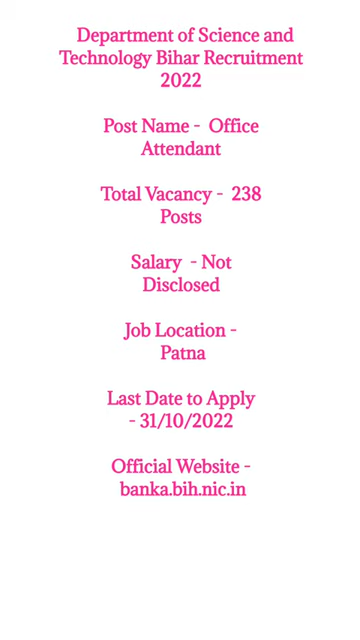 Department of Science and
Technology Bihar Recruitment
2022
Post Name - Office
Attendant
Total Vacancy - 238
Posts
Salary - Not
Disclosed
Job Location -
Patna
Last Date to Apply
- 31/10/2022
Official Website -
banka.bih.nic.in